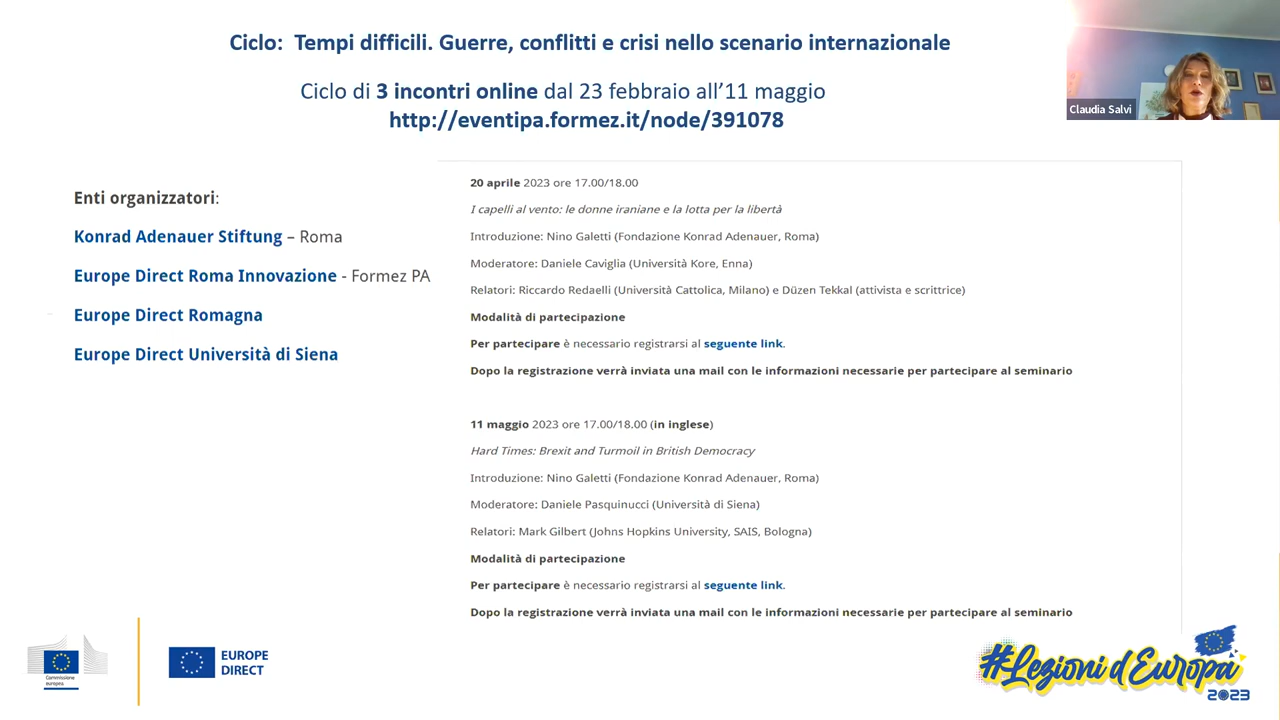 Ciclo: Tempi difficili. Guerre, conflitti e crisi nello scenario internazionale
Ciclo di 3 incontri online dal 23 febbraio all'11 maggio
http://eventipa.formez.it/node/391078
Claudia Salvi
Enti organizzatori:
Konrad Adenauer Stiftung – Roma
Europe Direct Roma Innovazione - Formez PA
Europe Direct Romagna
Europe Direct Università di Siena
20 aprile 2023 ore 17.00/18.00
I capelli al vento: le donne iraniane e la lotta per la libertà
Introduzione: Nino Galetti (Fondazione Konrad Adenauer, Roma)
Moderatore: Daniele Caviglia (Università Kore, Enna)
Relatori: Riccardo Redaelli (Università Cattolica, Milano) e Düzen Tekkal (attivista e scrittrice)
Modalità di partecipazione
Per partecipare è necessario registrarsi al seguente link.
Dopo la registrazione verrà inviata una mail con le informazioni necessarie per partecipare al seminario
11 maggio 2023 ore 17.00/18.00 (in inglese)
Hard Times: Brexit and Turmoil in British Democracy
Introduzione: Nino Galetti (Fondazione Konrad Adenauer, Roma)
Moderatore: Daniele Pasquinucci (Università di Siena)
Relatori: Mark Gilbert (Johns Hopkins University, SAIS, Bologna)
Modalità di partecipazione
Per partecipare è necessario registrarsi al seguente link.
Dopo la registrazione verrà inviata una mail con le informazioni necessarie per partecipare al seminario
Commissione
europea
EUROPE
DIRECT
#Lezioni d'Europa
2023